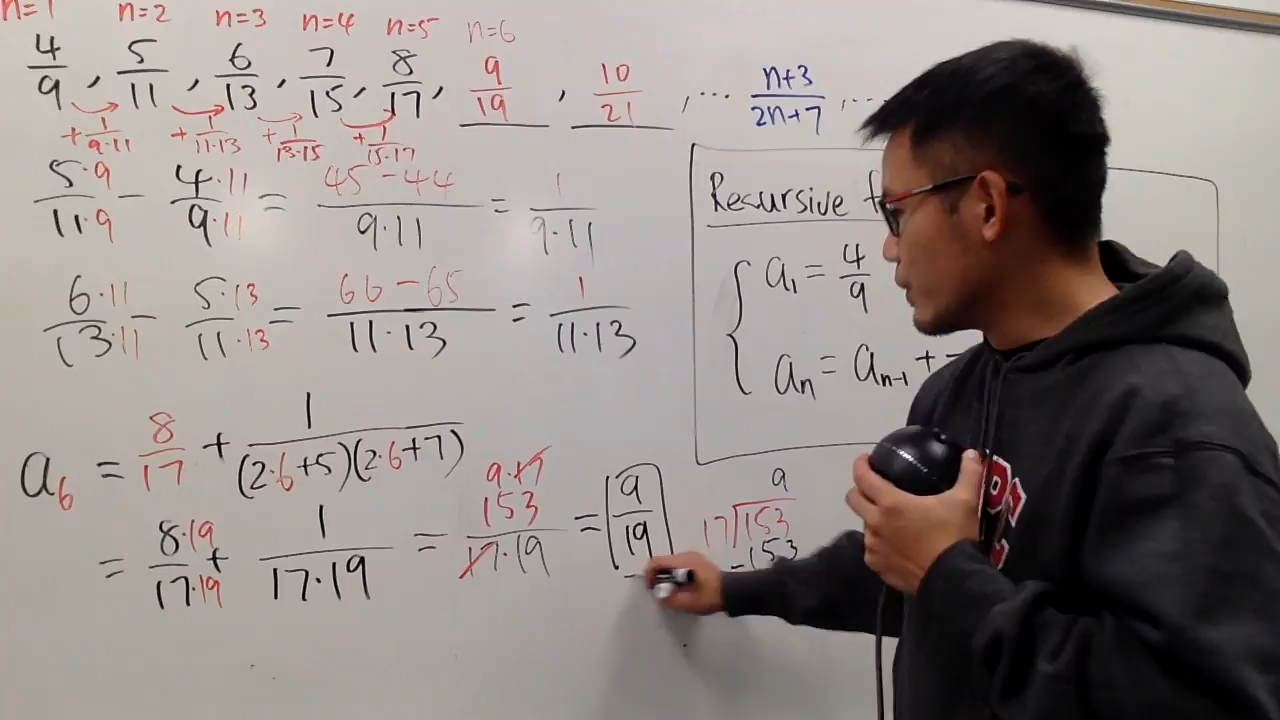 n=1 n=2 n=3 n=4 n=5 n=6
4/9, 5/11, 6/13, 7/15, 8/17, 9/19, 10/21, ... (n+3)/(2n+7), ...
+1/(9·11) +1/(11·13) +1/(13·15) +1/(15·17)
(5·9)/(11·9) - (4·11)/(9·11) = (45-44)/(9·11) = 1/(9·11)
(6·11)/(13·11) - (5·13)/(11·13) = (66-65)/(11·13) = 1/(11·13)
a₆ = 8/17 + 1/((2·6+5)(2·6+7))
= (8·19)/(17·19) + 1/(17·19) = 153/(17·19) = 9/19
9·17
9
17)153
-153
Recursive
a₁ = 4/9
aₙ = aₙ₋₁ +